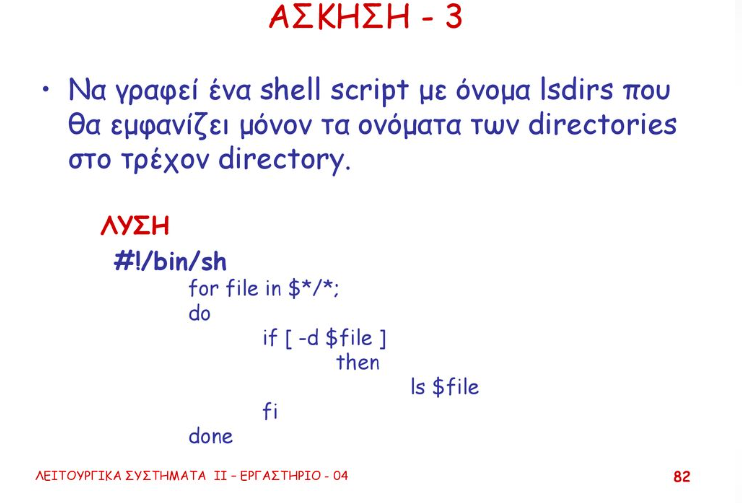 ΑΣΚΗΣΗ - 3
• Να γραφεί ένα shell script με όνομα lsdirs που
θα εμφανίζει μόνον τα ονόματα των directories
στο τρέχον directory.
ΛΥΣΗ
#!/bin/sh
for file in $*/*;
do
if [ -d $file ]
then
ls $file
fi
done
ΛΕΙΤΟΥΡΓΙΚΑ ΣΥΣΤΗΜΑΤΑ ΙΙ – ΕΡΓΑΣΤΗΡΙΟ - 04
82